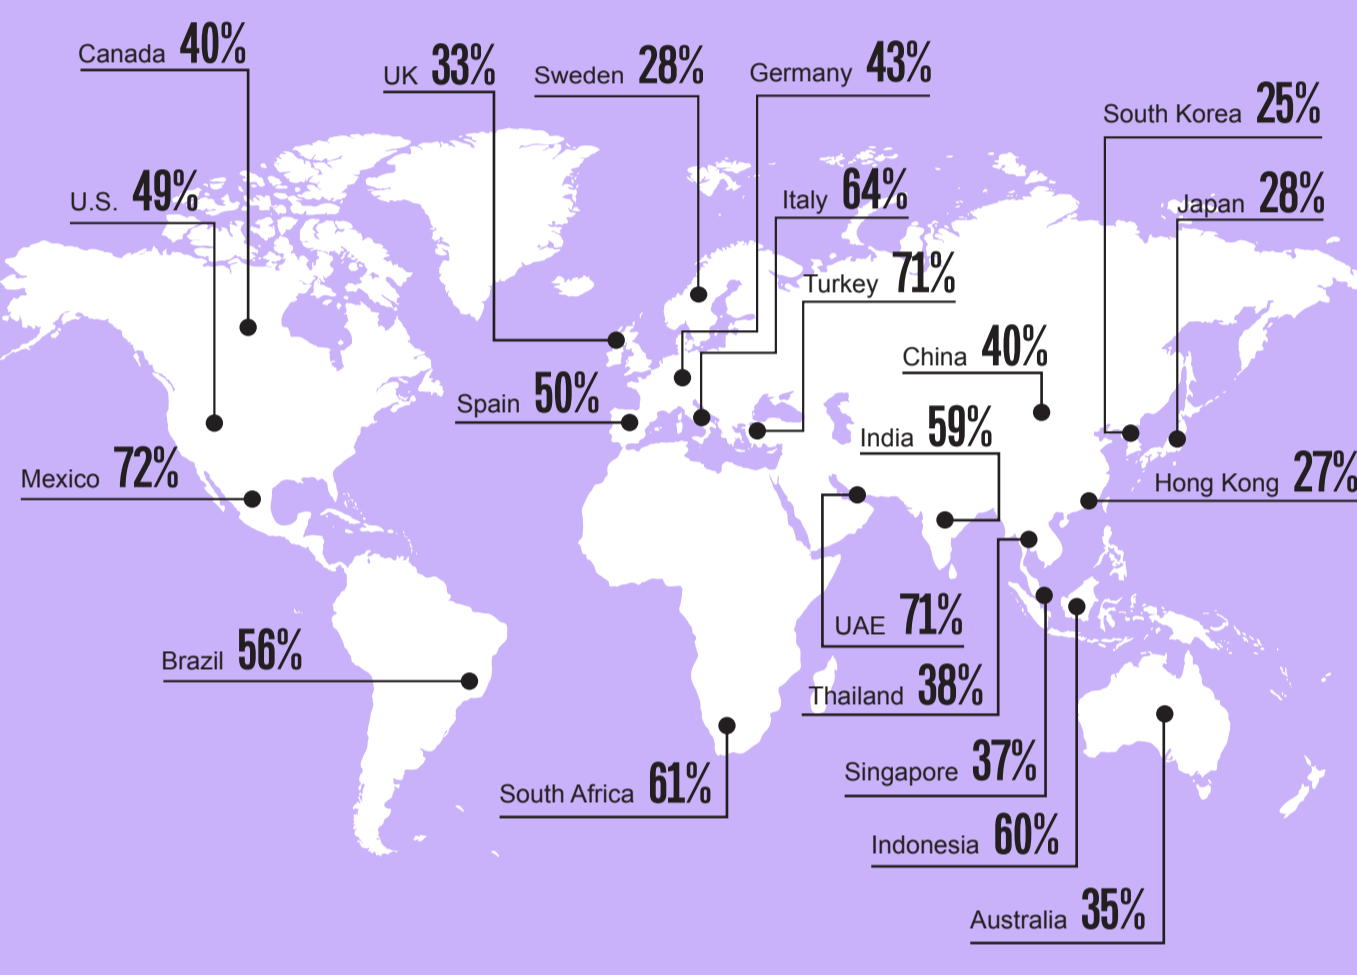 Canada 40%
UK 33%
Sweden 28%
Germany 43%
South Korea 25%
U.S. 49%
Italy 64%
Japan 28%
Turkey 71%
China 40%
Spain 50%
India 59%
Mexico 72%
Hong Kong 27%
UAE 71%
Brazil 56%
Thailand 38%
South Africa 61%
Singapore 37%
Indonesia 60%
Australia 35%